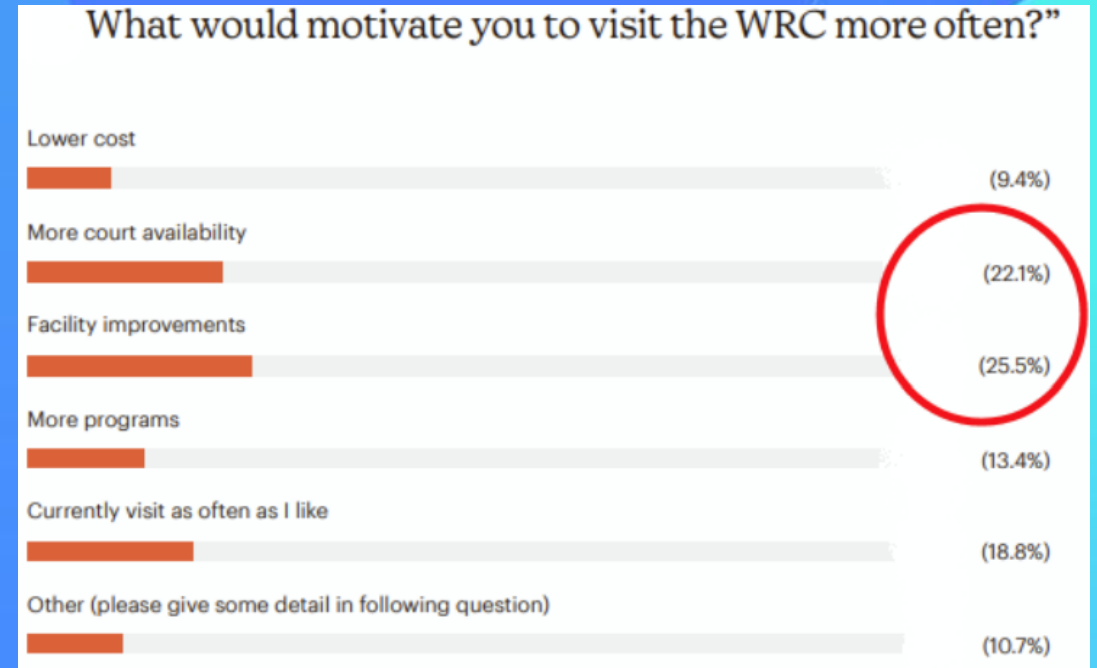 What would motivate you to visit the WRC more often?”
Lower cost
(9.4%)
More court availability
(22.1%)
Facility improvements
(25.5%)
More programs
(13.4%)
Currently visit as often as I like
(18.8%)
Other (please give some detail in following question)
(10.7%)